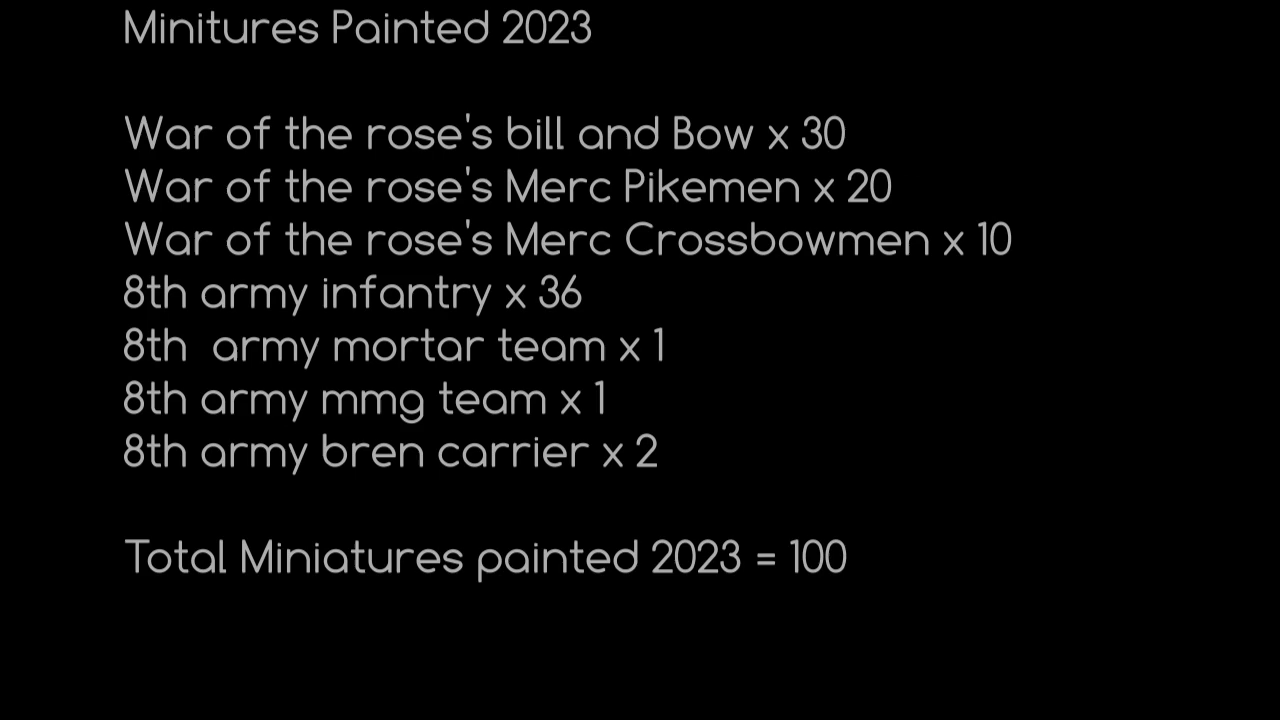 Minitures Painted 2023
War of the rose's bill and Bow x 30
War of the rose's Merc Pikemen x 20
War of the rose's Merc Crossbowmen x 10
8th army infantry x 36
8th  army mortar team x 1
8th army mmg team x 1
8th army bren carrier x 2
Total Miniatures painted 2023 = 100